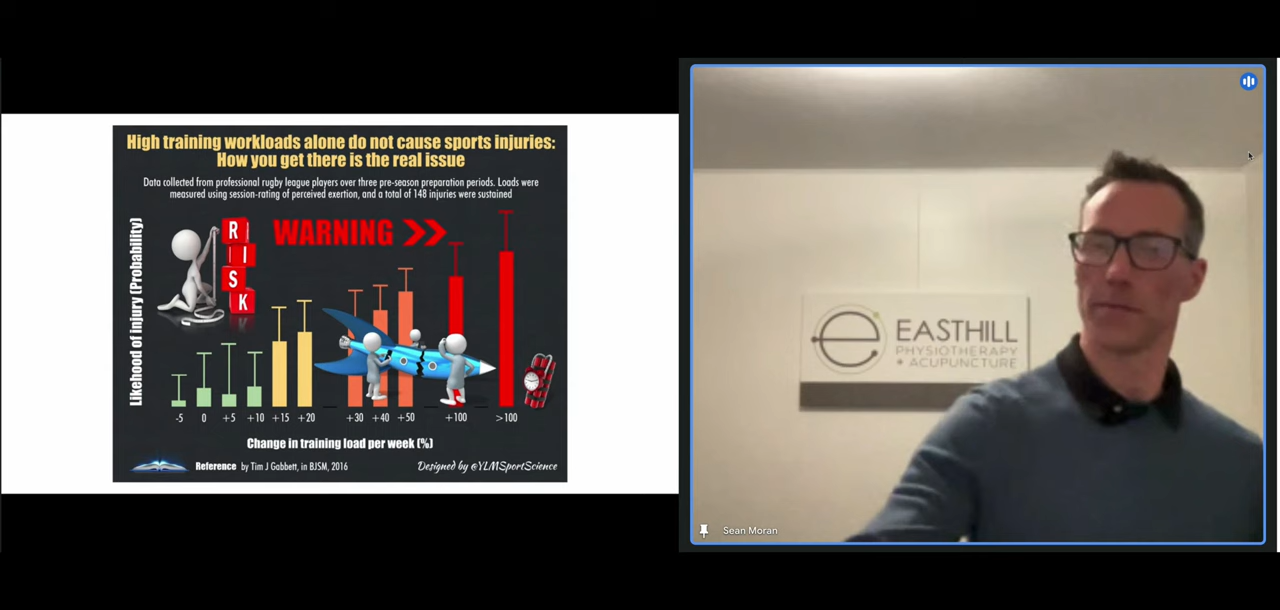 High training workloads alone do not cause sports injuries:
How you get there is the real issue
Data collected from professional rugby league players over three pre-season preparation periods. Loads were
measured using session-rating of perceived exertion, and a total of 148 injuries were sustained
Likehood of injury (Probability)
R
I
S
K
WARNING
-5 0 +5 +10 +15 +20 +30 +40 +50 +100 >100
Change in training load per week (%)
Reference by Tim J Gabbett, in BJSM, 2016
Designed by @YLMSportScience
e EASTHILL
PHYSIOTHERAPY
+ ACUPUNCTURE
Sean Moran